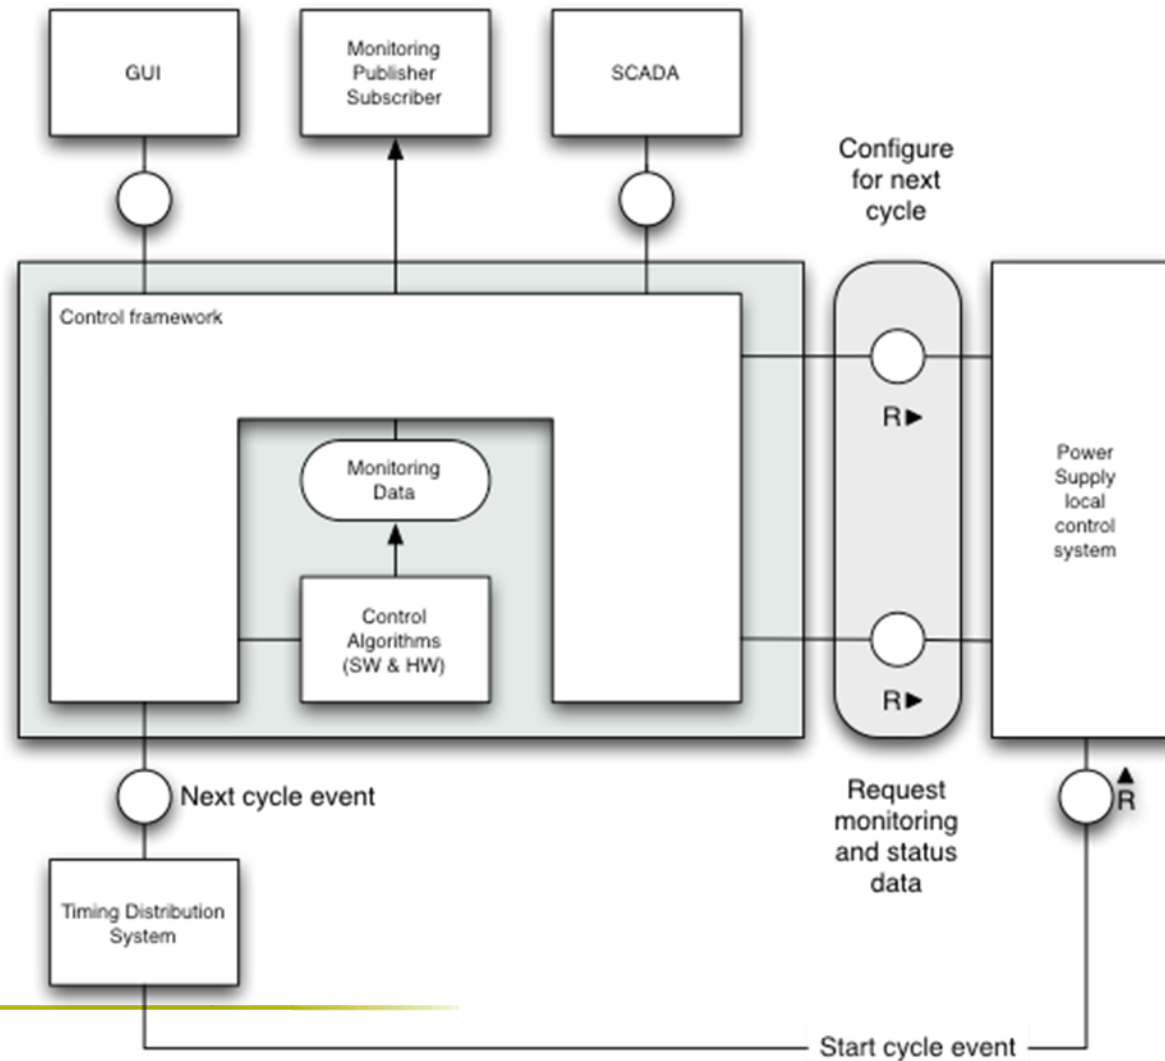 GUI
Monitoring
Publisher
Subscriber
SCADA
Configure
for next
cycle
Control framework
R►
Monitoring
Data
Power
Supply
local
control
system
Control
Algorithms
(SW & HW)
R►
Next cycle event
Request
monitoring
and status
data
▲
R
Timing Distribution
System
Start cycle event